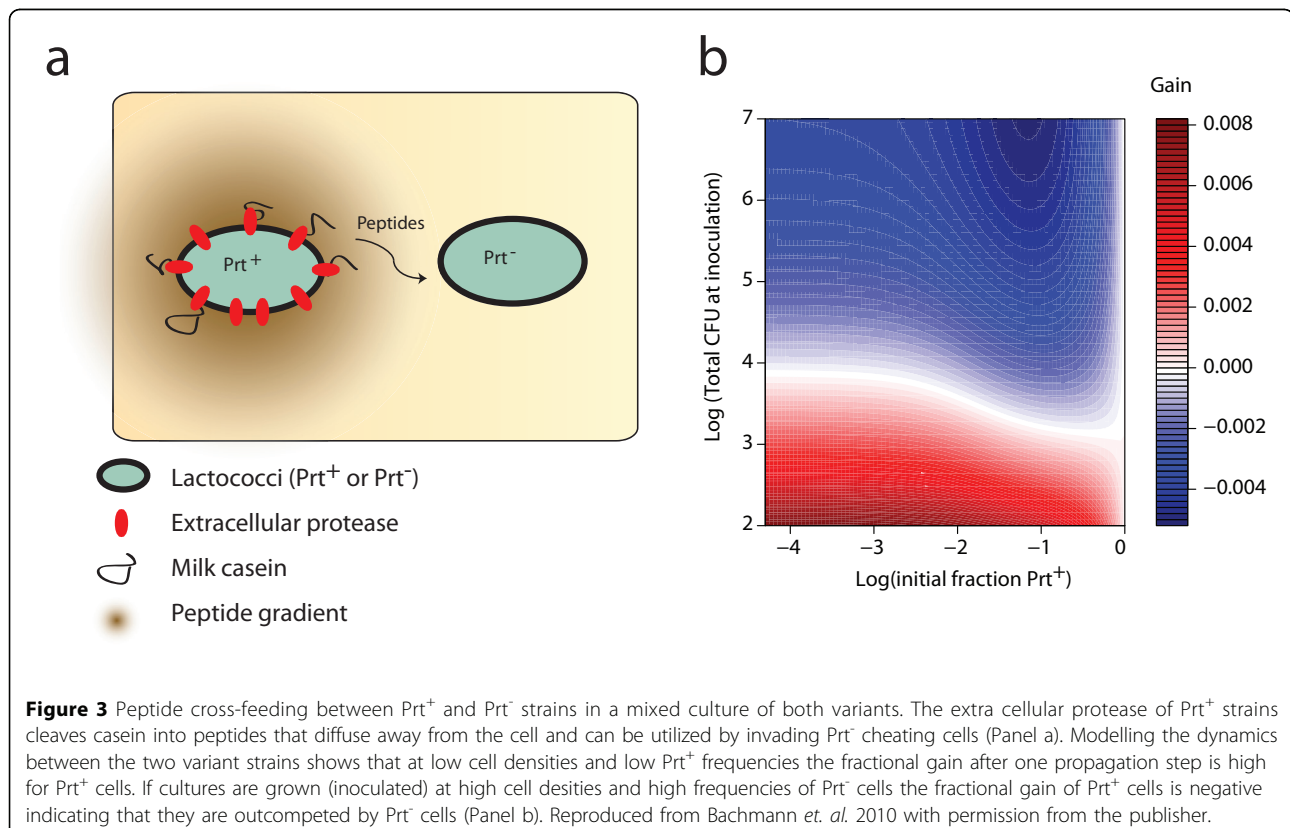 a
Prt+
Peptides
Prt-
Lactococci (Prt+ or Prt-)
Extracellular protease
Milk casein
Peptide gradient
b
Gain
Log (Total CFU at inoculation)
7
6
5
4
3
2
−4
−3
−2
−1
0
Log(initial fraction Prt+)
0.008
0.006
0.004
0.002
0.000
−0.002
−0.004
Figure 3 Peptide cross-feeding between Prt+ and Prt- strains in a mixed culture of both variants. The extra cellular protease of Prt+ strains
cleaves casein into peptides that diffuse away from the cell and can be utilized by invading Prt- cheating cells (Panel a). Modelling the dynamics
between the two variant strains shows that at low cell densities and low Prt+ frequencies the fractional gain after one propagation step is high
for Prt+ cells. If cultures are grown (inoculated) at high cell desities and high frequencies of Prt- cells the fractional gain of Prt+ cells is negative
indicating that they are outcompeted by Prt- cells (Panel b). Reproduced from Bachmann et. al. 2010 with permission from the publisher.